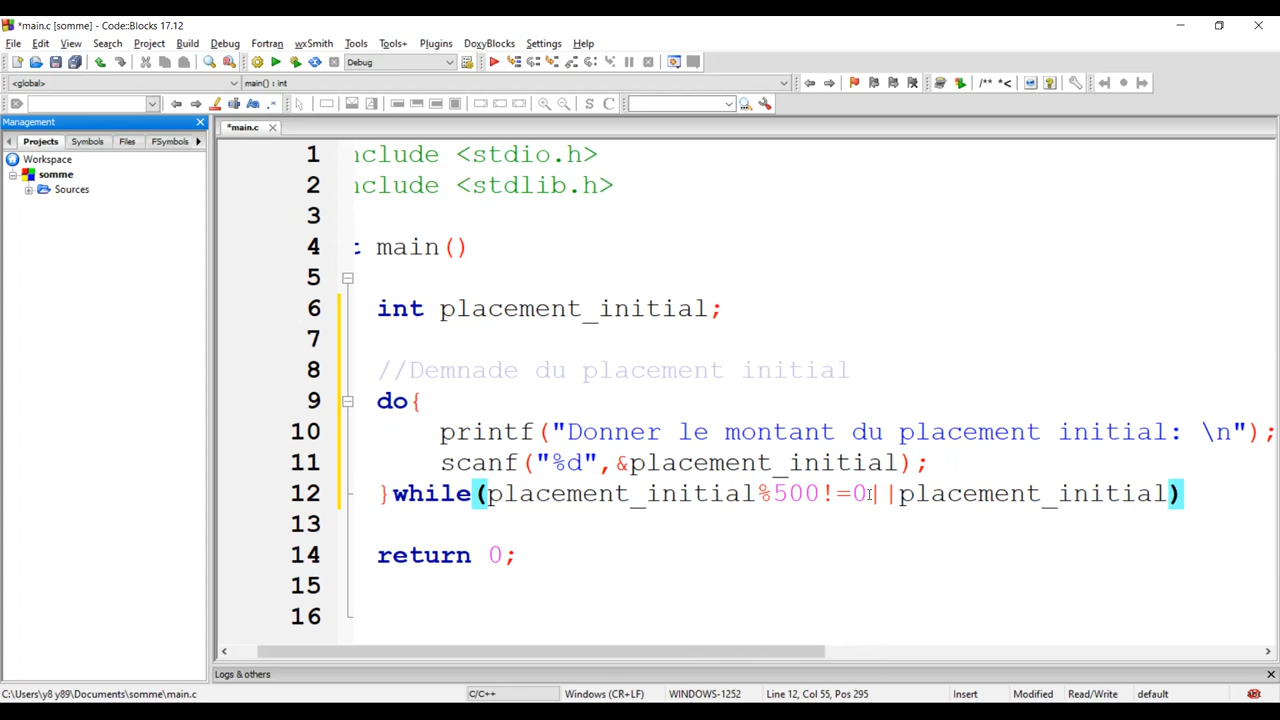 *main.c [somme] - Code::Blocks 17.12
File Edit View Search Project Build Debug Fortran wxSmith Tools Tools+ Plugins DoxyBlocks Settings Help
Debug
<global> main() : int
/** *<
S C
Management
*main.c
Projects Symbols Files FSymbols
Workspace
somme
Sources
1 nclude <stdio.h>
2 nclude <stdlib.h>
3
4 t main()
5
6 int placement_initial;
7
8 //Demnade du placement initial
9 do{
10 printf("Donner le montant du placement initial: \n");
11 scanf("%d",&placement_initial);
12 }while(placement_initial%500!=0||placement_initial)
13
14 return 0;
15
16
Logs & others
C:\Users\y8 y89\Documents\somme\main.c C/C++ Windows (CR+LF) WINDOWS-1252 Line 12, Col 55, Pos 295 Insert Modified Read/Write default